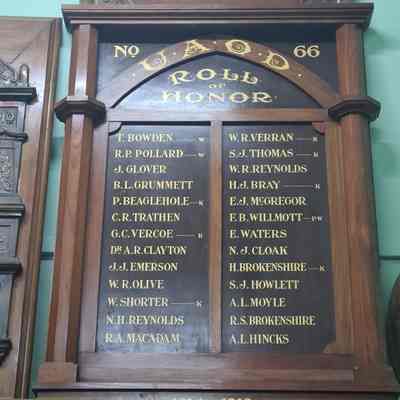 No U.A.O.D. 66
ROLL
OF
HONOR
T. BOWDEN — W
R.P. POLLARD — W
J. GLOVER
B.L. GRUMMETT
P. BEAGLEHOLE — K
C.R. TRATHEN
G.C. VERCOE — K
DR A.R. CLAYTON
J.J. EMERSON
W.R. OLIVE
W. SHORTER — K
N.H. REYNOLDS
R.A. MACADAM
W.R. VERRAN — K
S.J. THOMAS — K
W.R. REYNOLDS
H.J. BRAY — K
E.J. McGREGOR
F.B. WILLMOTT — P.W
E. WATERS
N.J. CLOAK
H. BROKENSHIRE — K
S.J. HOWLETT
A.L. MOYLE
R.S. BROKENSHIRE
A.L. HINCKS